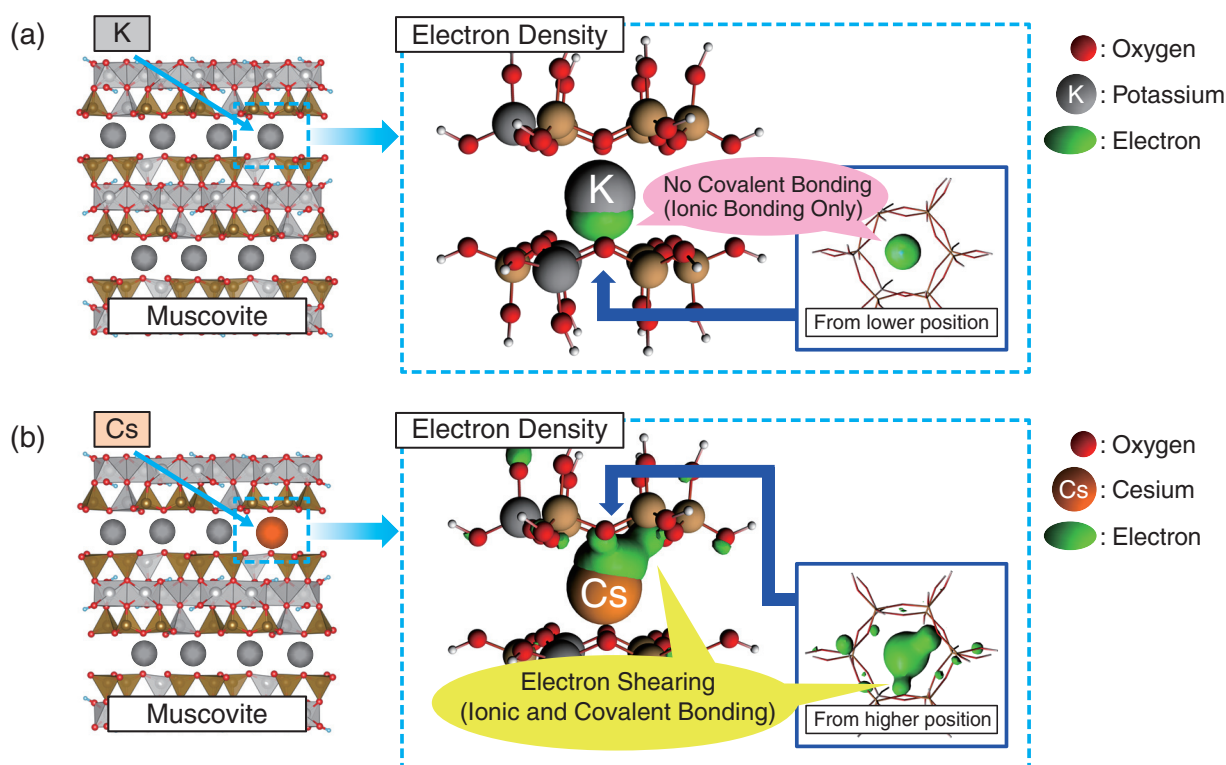 (a)
K
Muscovite
Electron Density
K
No Covalent Bonding
(Ionic Bonding Only)
From lower position
: Oxygen
K : Potassium
: Electron
(b)
Cs
Muscovite
Electron Density
Cs
Electron Shearing
(Ionic and Covalent Bonding)
From higher position
: Oxygen
Cs : Cesium
: Electron